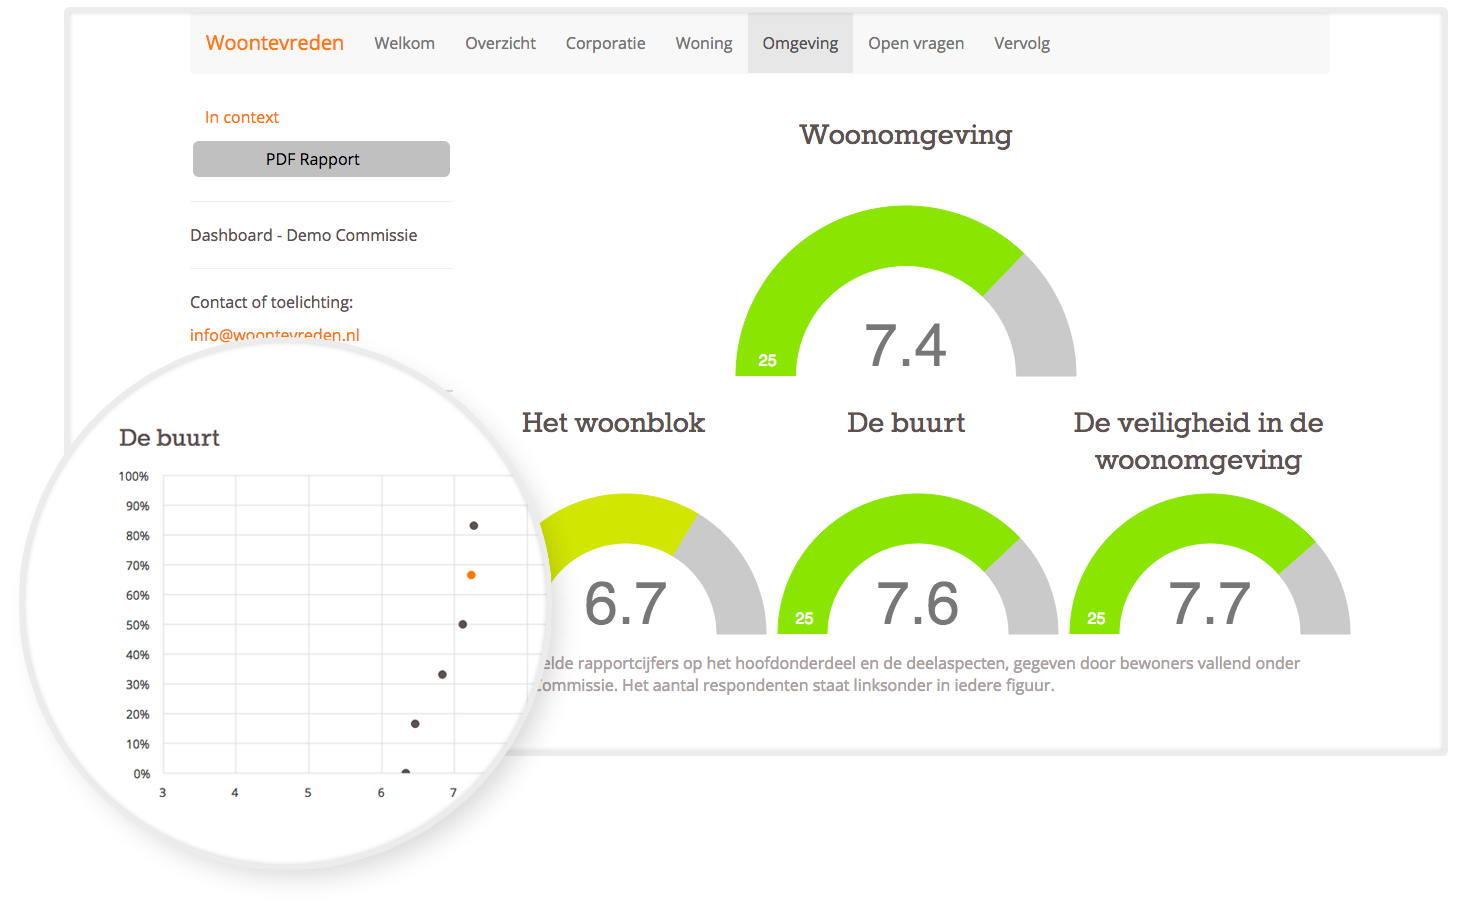 Woontevreden Welkom Overzicht Corporatie Woning Omgeving Open vragen Vervolg
In context
PDF Rapport
Dashboard - Demo Commissie
Contact of toelichting:
info@woontevreden.nl
Woonomgeving
25
7.4
Het woonblok
6.7
De buurt
25
7.6
De veiligheid in de
woonomgeving
25
7.7
rapportcijfers op het hoofdonderdeel en de deelaspecten, gegeven door bewoners vallend onder
Het aantal respondenten staat linksonder in iedere figuur.
De buurt
100%
90%
80%
70%
60%
50%
40%
30%
20%
10%
0%
3 4 5 6 7